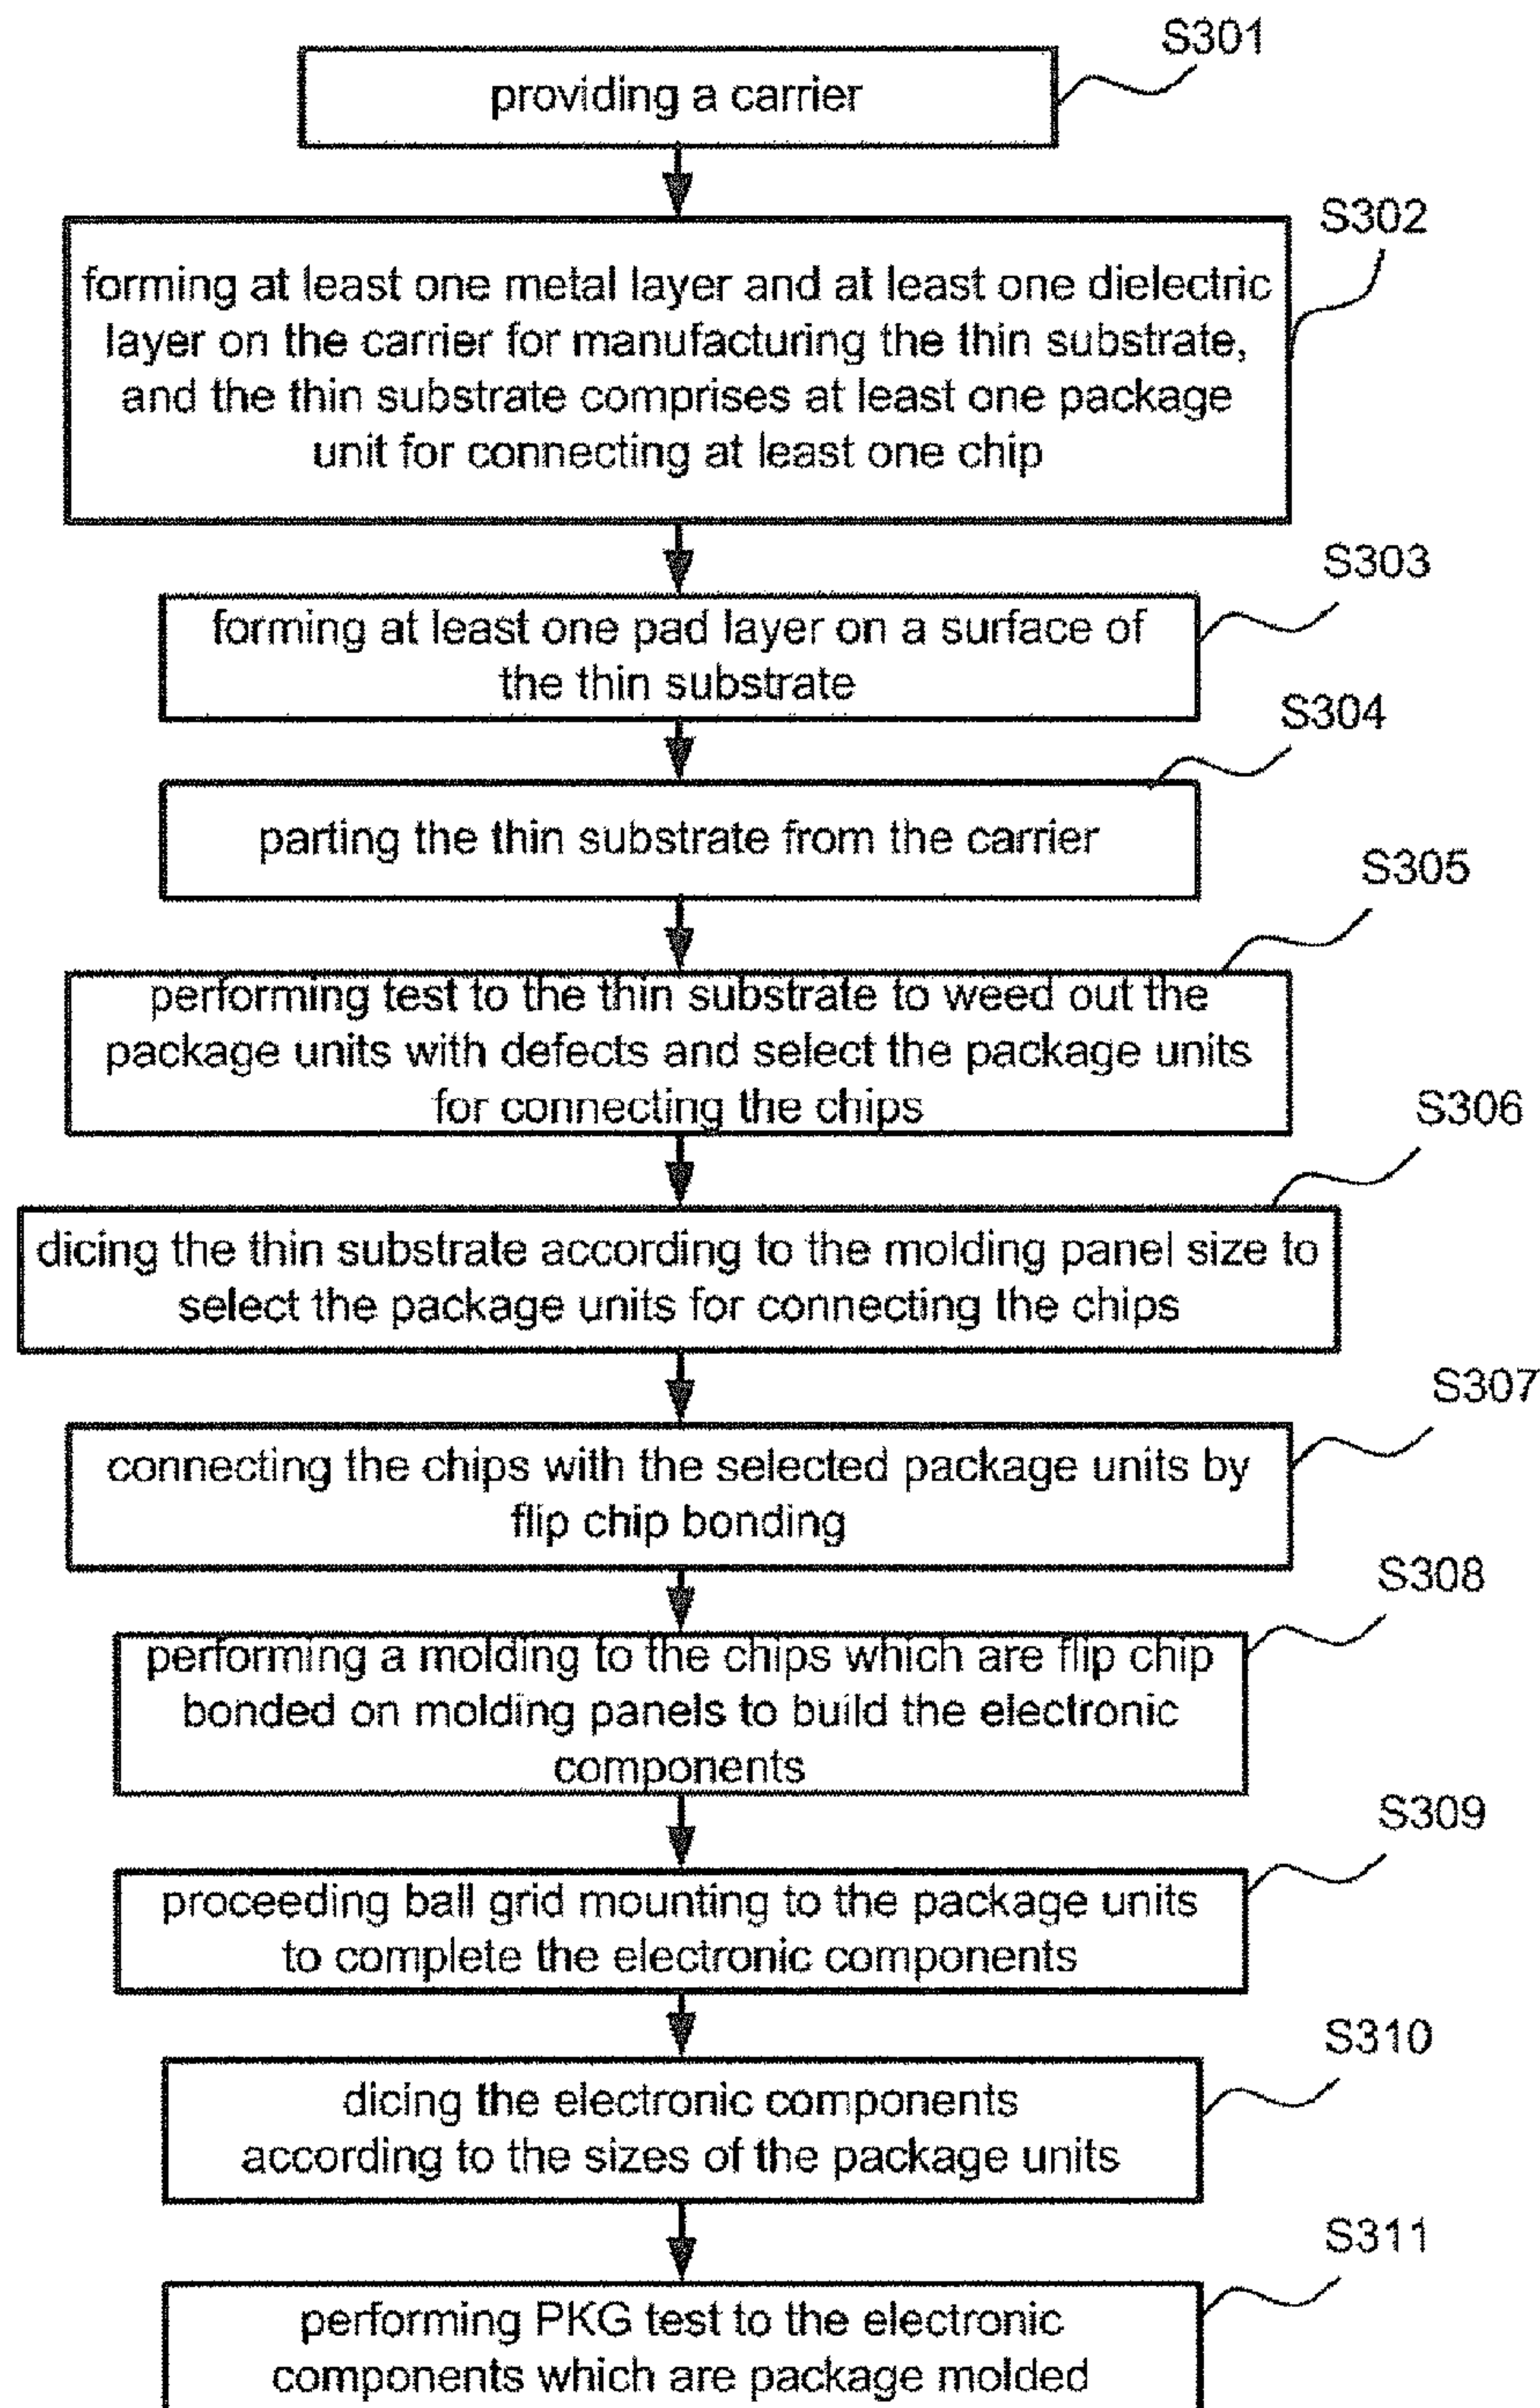 S301
providing a carrier
S302
forming at least one metal layer and at least one dielectric
layer on the carrier for manufacturing the thin substrate,
and the thin substrate comprises at least one package
unit for connecting at least one chip
S303
forming at least one pad layer on a surface of
the thin substrate
S304
parting the thin substrate from the carrier
S305
performing test to the thin substrate to weed out the
package units with defects and select the package units
for connecting the chips
S306
dicing the thin substrate according to the molding panel size to
select the package units for connecting the chips
S307
connecting the chips with the selected package units by
flip chip bonding
S308
performing a molding to the chips which are flip chip
bonded on molding panels to build the electronic
components
S309
proceeding ball grid mounting to the package units
to complete the electronic components
S310
dicing the electronic components
according to the sizes of the package units
S311
performing PKG test to the electronic
components which are package molded